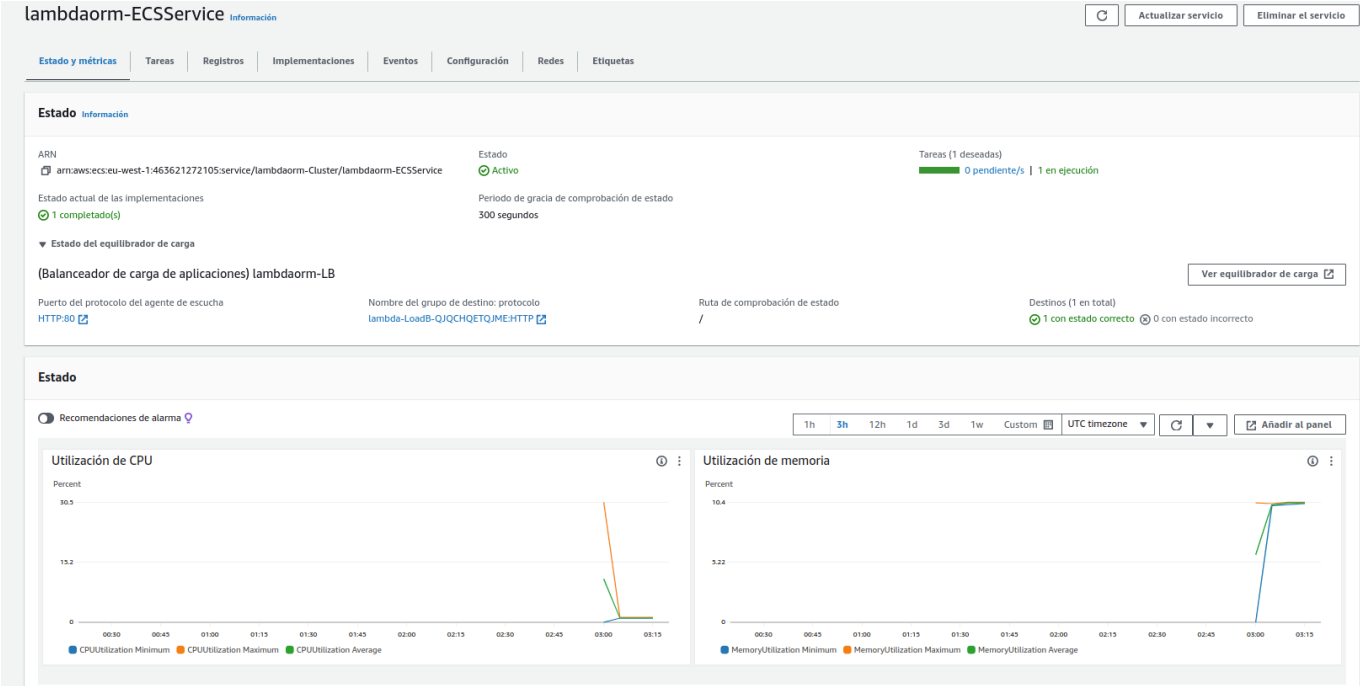 lambdaorm-ECSService Información
Actualizar servicio Eliminar el servicio
Estado y métricas Tareas Registros Implementaciones Eventos Configuración Redes Etiquetas
Estado Información
ARN Estado Tareas (1 deseadas)
arn:aws:ecs:eu-west-1:463621272105:service/lambdaorm-Cluster/lambdaorm-ECSService Activo 0 pendiente/s | 1 en ejecución
Estado actual de las implementaciones Periodo de gracia de comprobación de estado
1 completado(s) 300 segundos
Estado del equilibrador de carga
(Balanceador de carga de aplicaciones) lambdaorm-LB Ver equilibrador de carga
Puerto del protocolo del agente de escucha Nombre del grupo de destino: protocolo Ruta de comprobación de estado Destinos (1 en total)
HTTP:80 lambda-LoadB-QJQCHQETQJME:HTTP / 1 con estado correcto 0 con estado incorrecto
Estado
Recomendaciones de alarma 1h 3h 12h 1d 3d 1w Custom UTC timezone Añadir al panel
Utilización de CPU
Percent
30.5
15.2
0
00:30 00:45 01:00 01:15 01:30 01:45 02:00 02:15 02:30 02:45 03:00 03:15
CPUUtilization Minimum CPUUtilization Maximum CPUUtilization Average
Utilización de memoria
Percent
10.4
5.22
0
00:30 00:45 01:00 01:15 01:30 01:45 02:00 02:15 02:30 02:45 03:00 03:15
MemoryUtilization Minimum MemoryUtilization Maximum MemoryUtilization Average